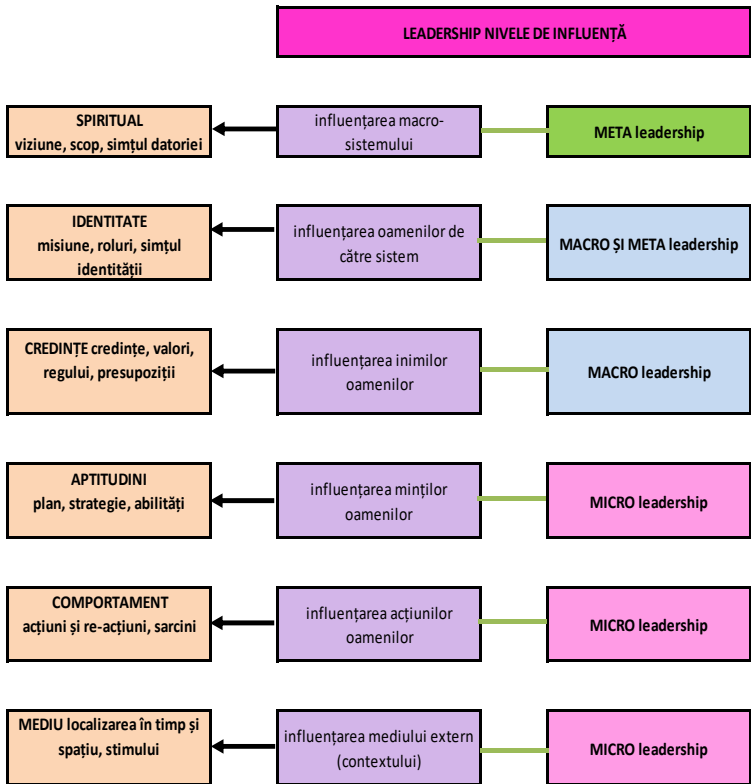 LEADERSHIP NIVELE DE INFLUENȚĂ
SPIRITUAL
viziune, scop, simțul datoriei
influențarea macro-
sistemului
META leadership
IDENTITATE
misiune, roluri, simțul
identității
influențarea oamenilor de
către sistem
MACRO ȘI META leadership
CREDINȚE credințe, valori,
regului, presupoziții
influențarea inimilor
oamenilor
MACRO leadership
APTITUDINI
plan, strategie, abilități
influențarea minților
oamenilor
MICRO leadership
COMPORTAMENT
acțiuni și re-acțiuni, sarcini
influențarea acțiunilor
oamenilor
MICRO leadership
MEDIU localizarea în timp și
spațiu, stimului
influențarea mediului extern
(contextului)
MICRO leadership